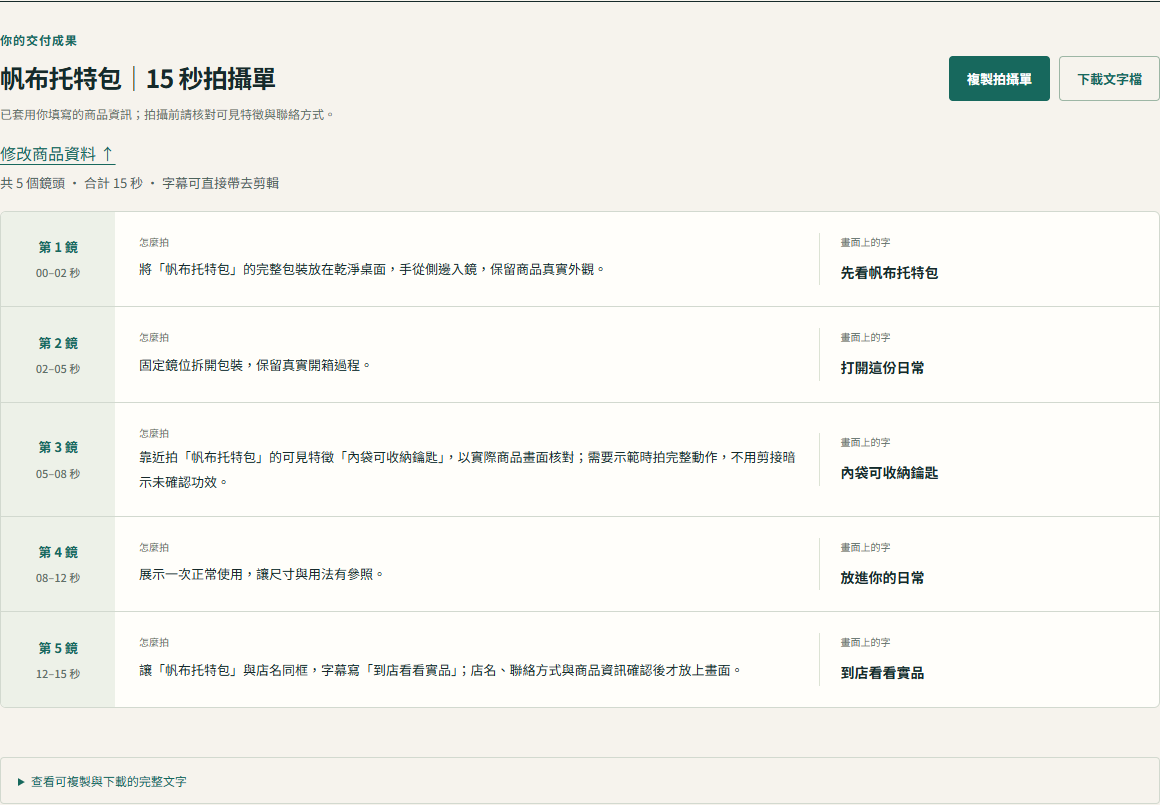 你的交付成果
帆布托特包｜15 秒拍攝單
複製拍攝單
下載文字檔
已套用你填寫的商品資訊；拍攝前請核對可見特徵與聯絡方式。
修改商品資料 ↑
共 5 個鏡頭 · 合計 15 秒 · 字幕可直接帶去剪輯
第 1 鏡
00–02 秒
怎麼拍
將「帆布托特包」的完整包裝放在乾淨桌面，手從側邊入鏡，保留商品真實外觀。
畫面上的字
先看帆布托特包
第 2 鏡
02–05 秒
怎麼拍
固定鏡位拆開包裝，保留真實開箱過程。
畫面上的字
打開這份日常
第 3 鏡
05–08 秒
怎麼拍
靠近拍「帆布托特包」的可見特徵「內袋可收納鑰匙」，以實際商品畫面核對；需要示範時拍完整動作，不用剪接暗
示未確認功效。
畫面上的字
內袋可收納鑰匙
第 4 鏡
08–12 秒
怎麼拍
展示一次正常使用，讓尺寸與用法有參照。
畫面上的字
放進你的日常
第 5 鏡
12–15 秒
怎麼拍
讓「帆布托特包」與店名同框，字幕寫「到店看看實品」；店名、聯絡方式與商品資訊確認後才放上畫面。
畫面上的字
到店看看實品
▶ 查看可複製與下載的完整文字